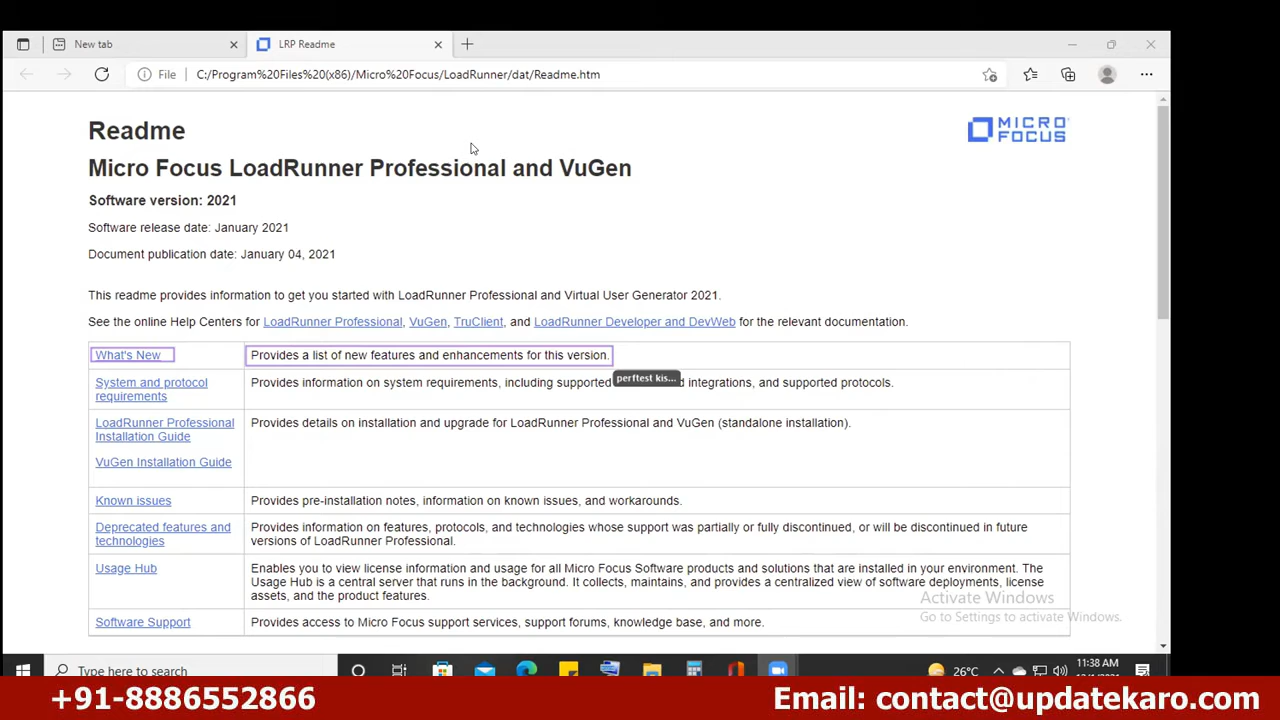 New tab
LRP Readme
File C:/Program%20Files%20(x86)/Micro%20Focus/LoadRunner/dat/Readme.htm
Readme
MICRO
FOCUS
Micro Focus LoadRunner Professional and VuGen
Software version: 2021
Software release date: January 2021
Document publication date: January 04, 2021
This readme provides information to get you started with LoadRunner Professional and Virtual User Generator 2021.
See the online Help Centers for LoadRunner Professional, VuGen, TruClient, and LoadRunner Developer and DevWeb for the relevant documentation.
What's New
Provides a list of new features and enhancements for this version.
perftest kis...
System and protocol
requirements
Provides information on system requirements, including supported integrations, and supported protocols.
LoadRunner Professional
Installation Guide
VuGen Installation Guide
Provides details on installation and upgrade for LoadRunner Professional and VuGen (standalone installation).
Known issues
Provides pre-installation notes, information on known issues, and workarounds.
Deprecated features and
technologies
Provides information on features, protocols, and technologies whose support was partially or fully discontinued, or will be discontinued in future
versions of LoadRunner Professional.
Usage Hub
Enables you to view license information and usage for all Micro Focus Software products and solutions that are installed in your environment. The
Usage Hub is a central server that runs in the background. It collects, maintains, and provides a centralized view of software deployments, license
assets, and the product features.
Software Support
Provides access to Micro Focus support services, support forums, knowledge base, and more.
Activate Windows
Go to Settings to activate Windows.
Type here to search
26°C
11:38 AM
+91-8886552866
Email: contact@updatekaro.com